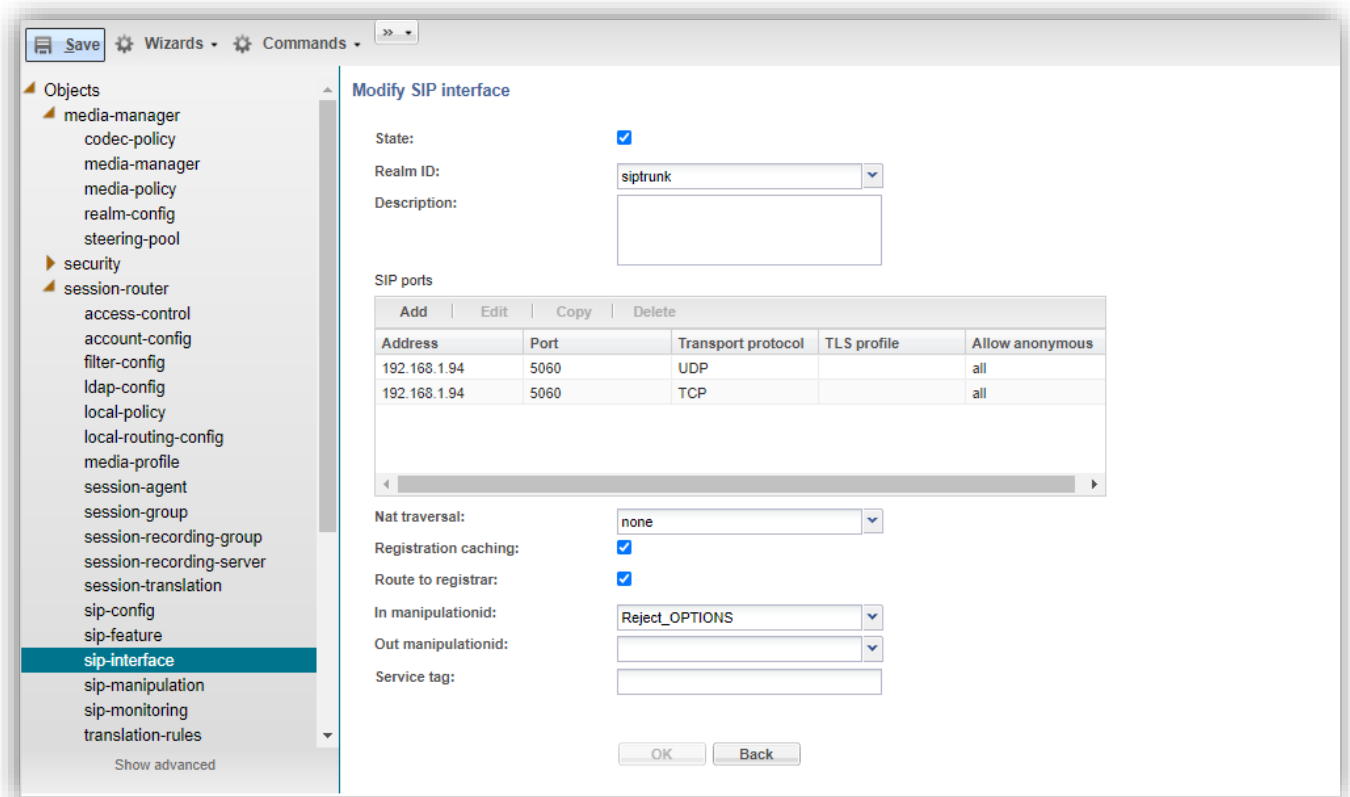 Save Wizards Commands »
Objects
media-manager
codec-policy
media-manager
media-policy
realm-config
steering-pool
security
session-router
access-control
account-config
filter-config
ldap-config
local-policy
local-routing-config
media-profile
session-agent
session-group
session-recording-group
session-recording-server
session-translation
sip-config
sip-feature
sip-interface
sip-manipulation
sip-monitoring
translation-rules
Show advanced
Modify SIP interface
State:
Realm ID: siptrunk
Description:
SIP ports
Add Edit Copy Delete
Address Port Transport protocol TLS profile Allow anonymous
192.168.1.94 5060 UDP all
192.168.1.94 5060 TCP all
Nat traversal: none
Registration caching:
Route to registrar:
In manipulationid: Reject_OPTIONS
Out manipulationid:
Service tag:
OK Back